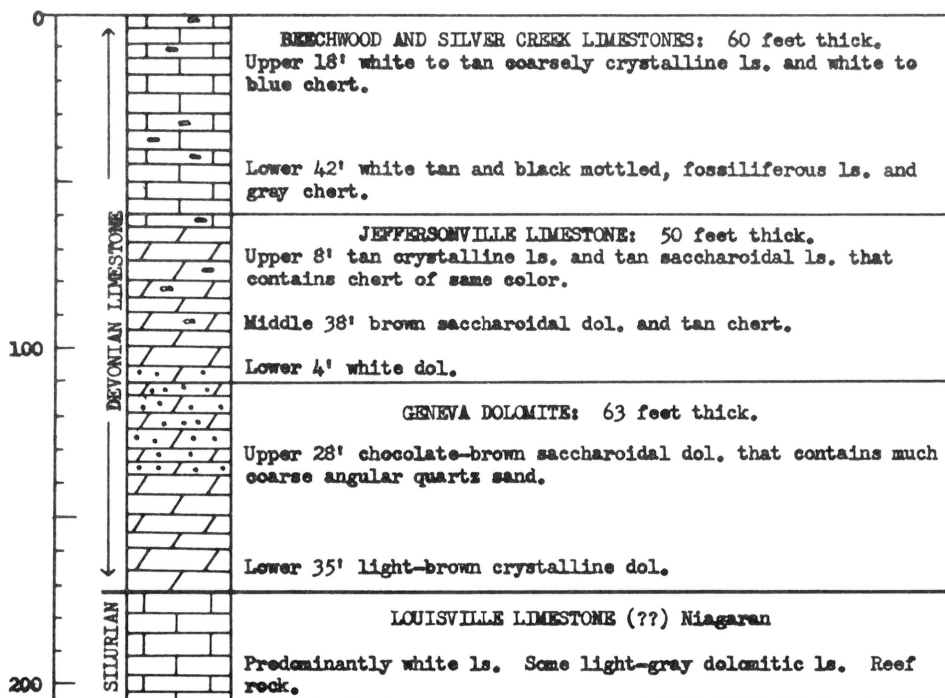 0
BEECHWOOD AND SILVER CREEK LIMESTONES: 60 feet thick.
Upper 18' white to tan coarsely crystalline ls. and white to
blue chert.
Lower 42' white tan and black mottled, fossiliferous ls. and
gray chert.
JEFFERSONVILLE LIMESTONE: 50 feet thick.
Upper 8' tan crystalline ls. and tan saccharoidal ls. that
contains chert of same color.
Middle 38' brown saccharoidal dol. and tan chert.
100
Lower 4' white dol.
DEVONIAN LIMESTONE
GENEVA DOLOMITE: 63 feet thick.
Upper 28' chocolate-brown saccharoidal dol. that contains much
coarse angular quartz sand.
Lower 35' light-brown crystalline dol.
SILURIAN
LOUISVILLE LIMESTONE (??) Niagaran
Predominantly white ls. Some light-gray dolomitic ls. Reef
rock.
200